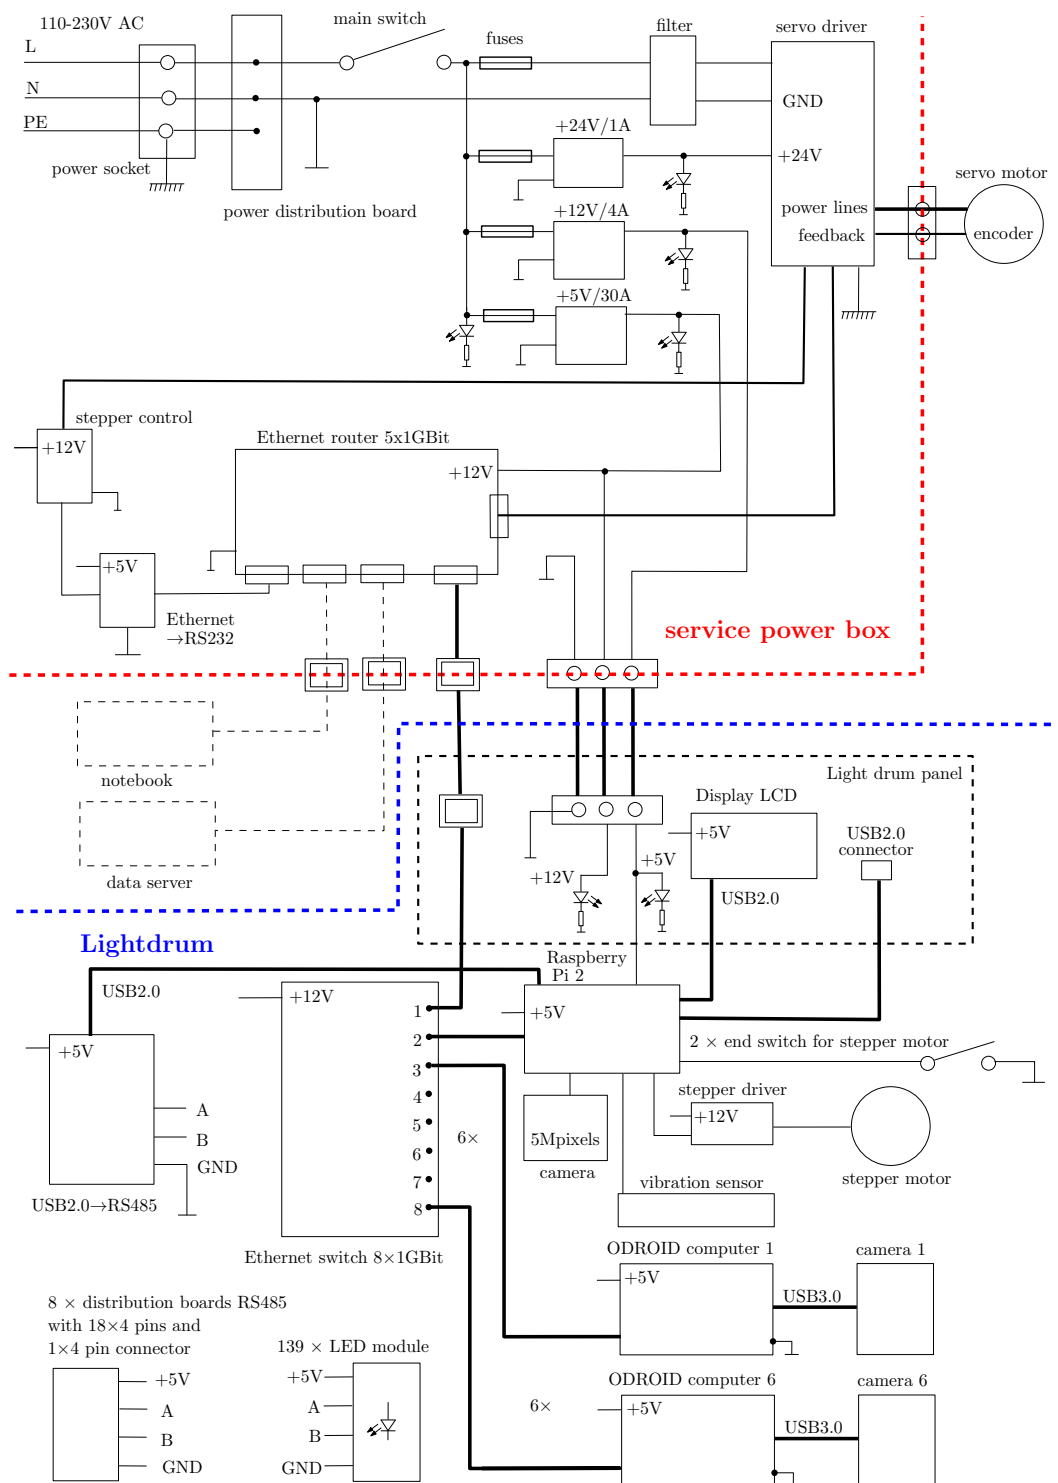 110-230V AC
main switch
filter
servo driver
L
fuses
N
GND
PE
+24V/1A
+24V
power socket
servo motor
power distribution board
+12V/4A
power lines
feedback
encoder
+5V/30A
stepper control
+12V
Ethernet router 5x1GBit
+12V
+5V
Ethernet
→RS232
service power box
notebook
Light drum panel
Display LCD
+5V
USB2.0
connector
data server
+12V
+5V
USB2.0
Lightdrum
Raspberry
Pi 2
USB2.0
+12V
1
+5V
2
2 × end switch for stepper motor
+5V
3
stepper driver
4
+12V
A
5
6×
5Mpixels
B
6
camera
GND
7
stepper motor
vibration sensor
USB2.0→RS485
8
Ethernet switch 8×1GBit
ODROID computer 1
camera 1
+5V
USB3.0
8 × distribution boards RS485
with 18×4 pins and
1×4 pin connector
139 × LED module
+5V
A
B
GND
+5V
A
B
GND
6×
ODROID computer 6
camera 6
+5V
USB3.0